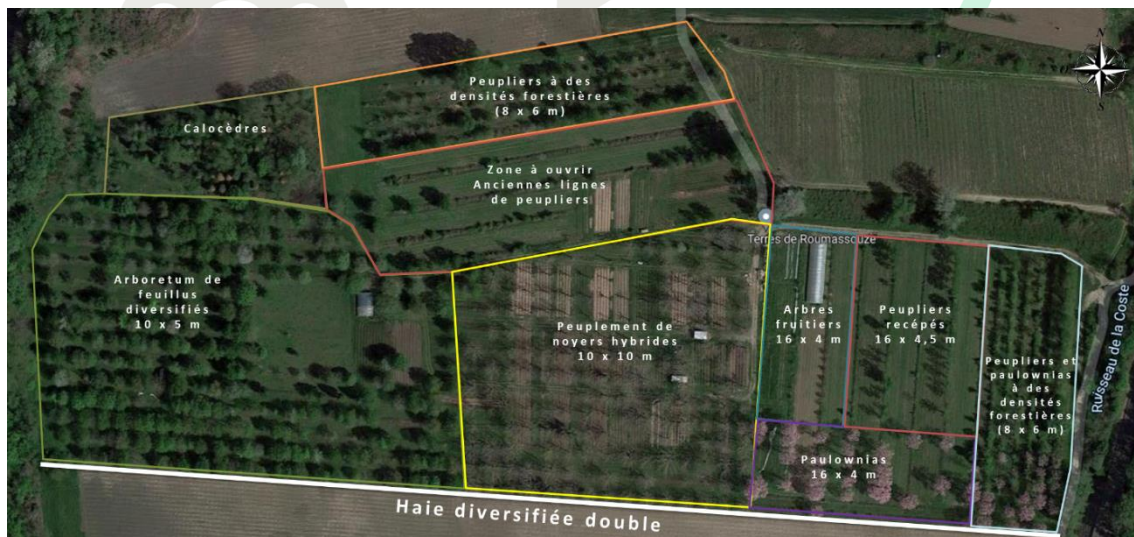 Peupliers à des
densités forestières
(8 x 6 m)
Calocèdres
Zone à ouvrir
Anciennes lignes
de peupliers
Terres de Roumassouze
Arboretum de
feuillus
diversifiés
10 x 5 m
Peuplement de
noyers hybrides
10 x 10 m
Arbres
fruitiers
16 x 4 m
Peupliers
recépés
16 x 4,5 m
Peupliers et
paulownias
à des
densités
forestières
(8 x 6 m)
Ruisseau de la Coste
Paulownias
16 x 4 m
Haie diversifiée double
N
S